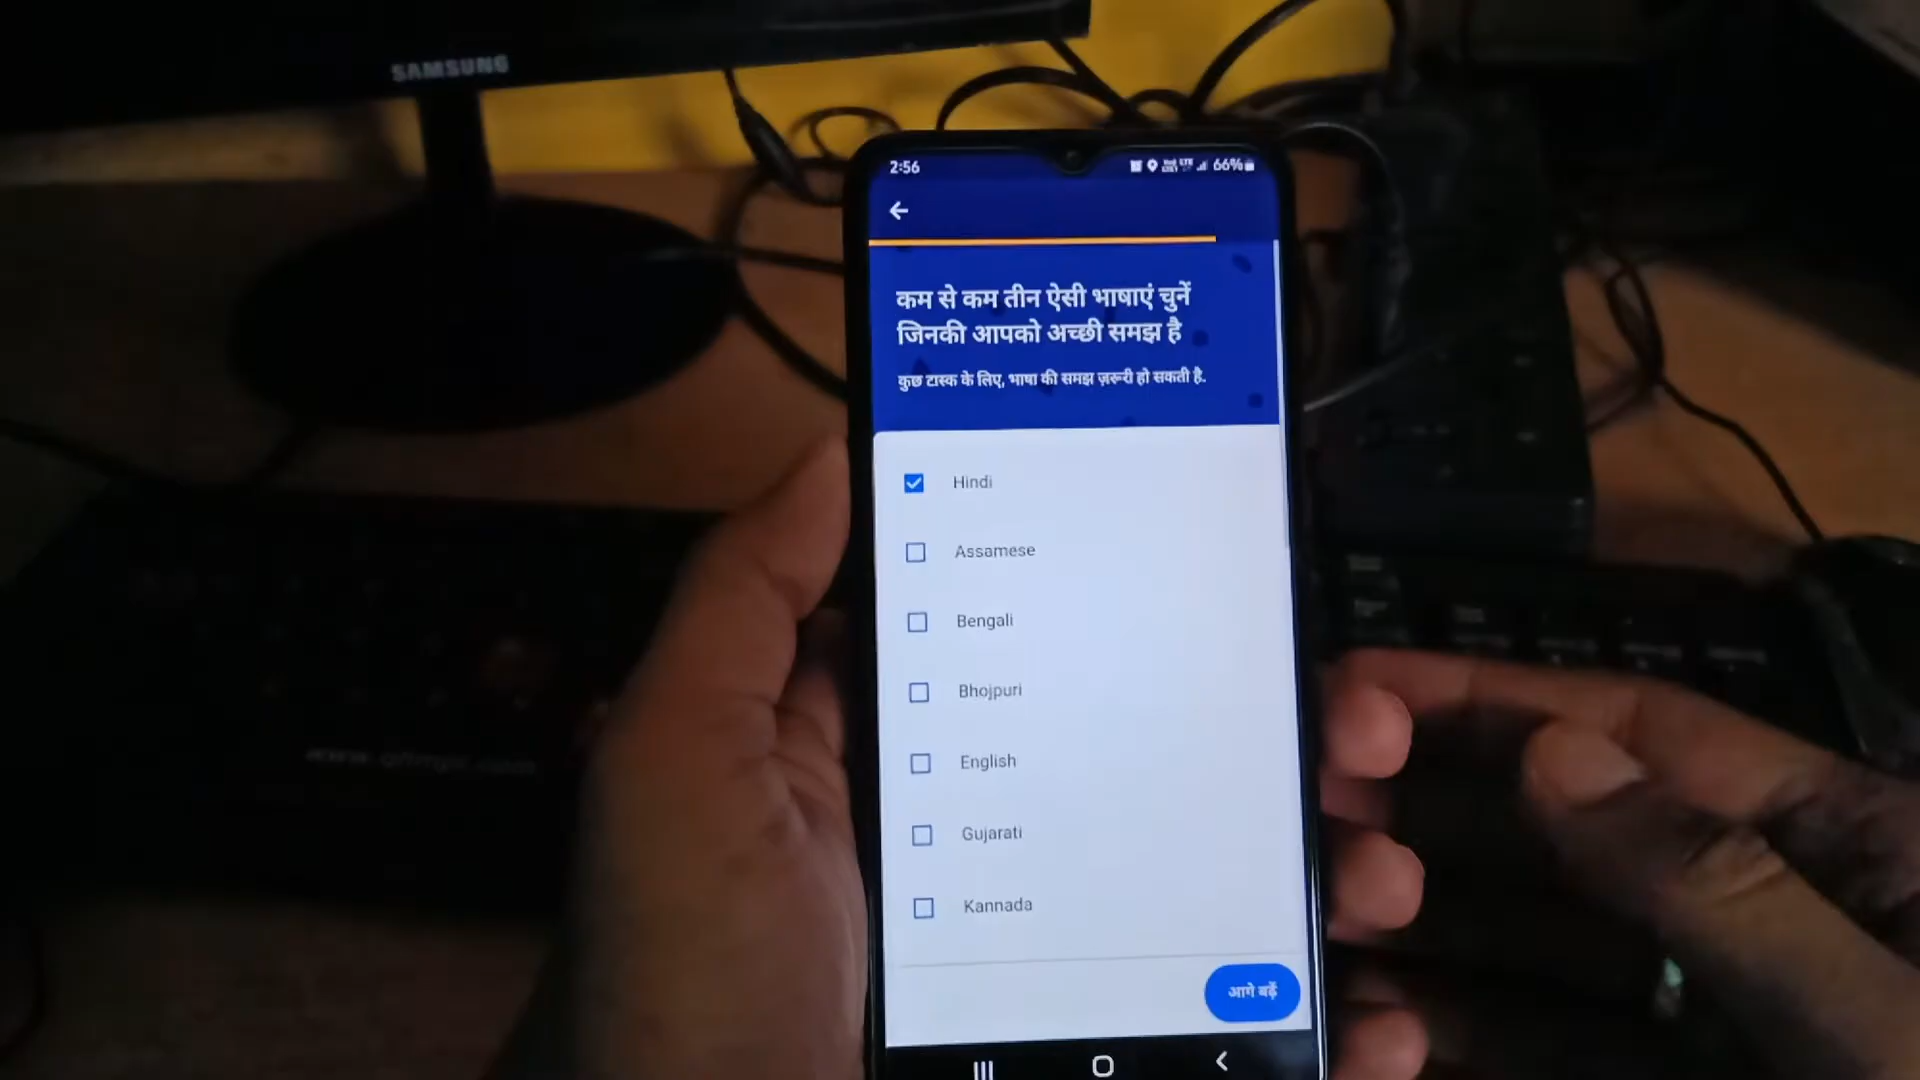 SAMSUNG
2:56
66%
कम से कम तीन ऐसी भाषाएं चुनें
जिनकी आपको अच्छी समझ है
कुछ टास्क के लिए, भाषा की समझ ज़रूरी हो सकती है.
Hindi
Assamese
Bengali
Bhojpuri
English
Gujarati
Kannada
आगे बढ़ें